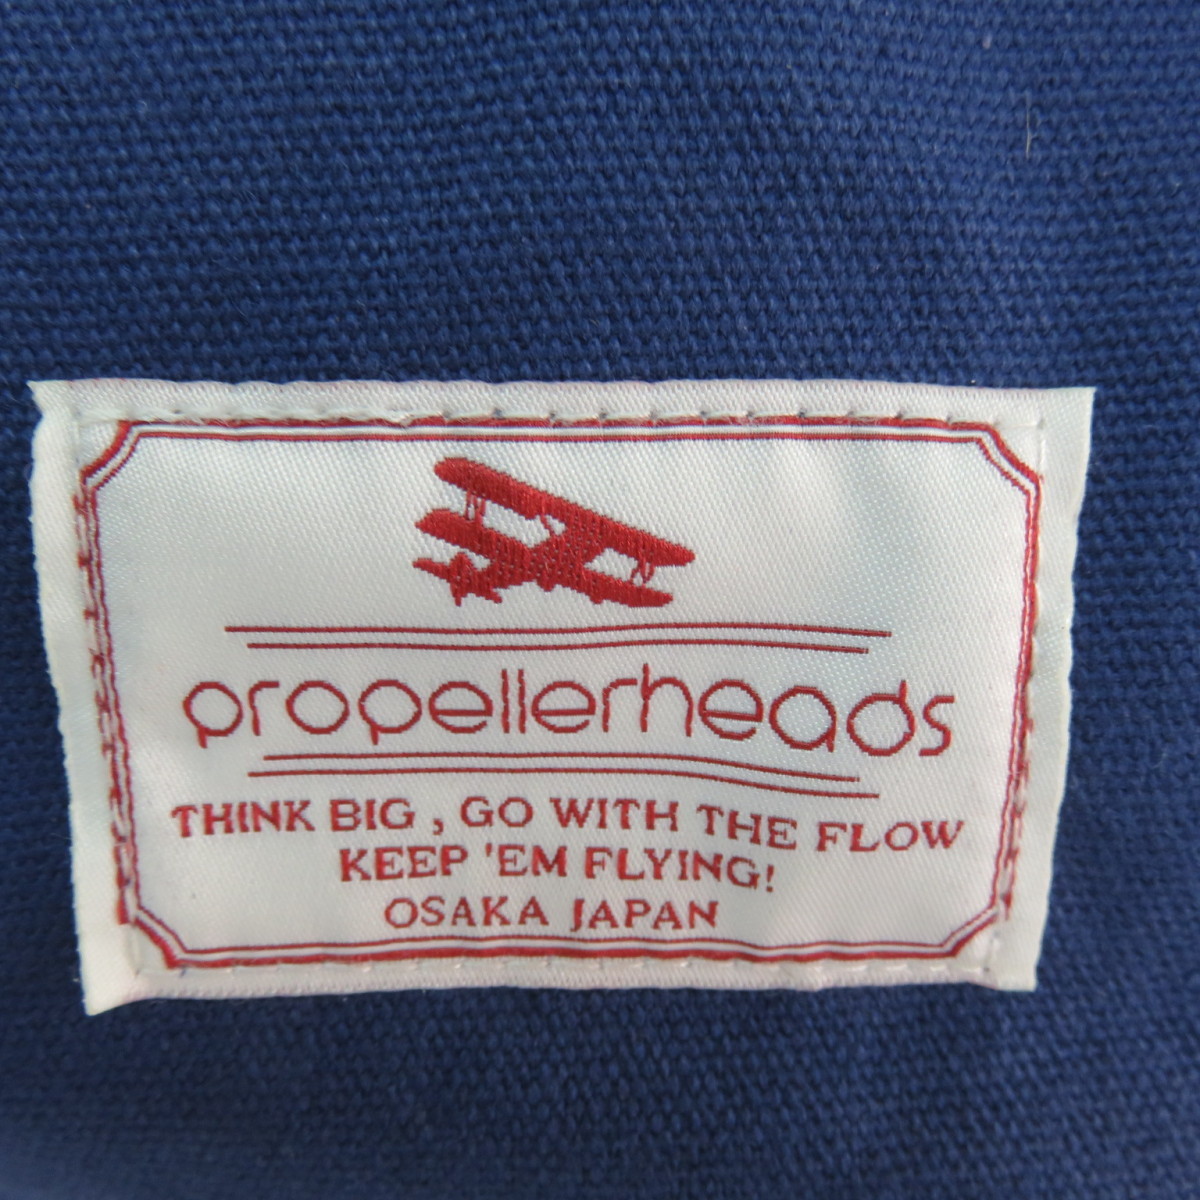 propellerheads
THINK BIG , GO WITH THE FLOW
KEEP 'EM FLYING!
OSAKA JAPAN